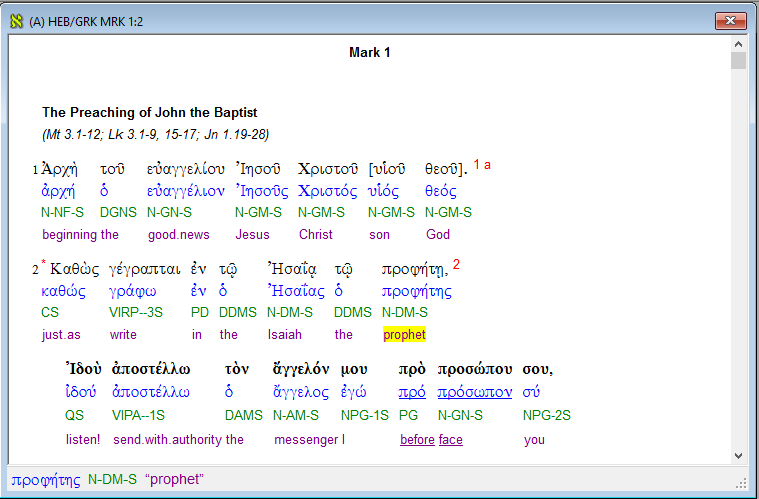 (A) HEB/GRK MRK 1:2
Mark 1
The Preaching of John the Baptist
(Mt 3.1-12; Lk 3.1-9, 15-17; Jn 1.19-28)
1 Ἀρχὴ τοῦ εὐαγγελίου Ἰησοῦ Χριστοῦ [υἱοῦ θεοῦ]. 1 a
ἀρχή ὁ εὐαγγέλιον Ἰησοῦς Χριστός υἱός θεός
N-NF-S DGNS N-GN-S N-GM-S N-GM-S N-GM-S N-GM-S
beginning the good.news Jesus Christ son God
2 * Καθὼς γέγραπται ἐν τῷ Ἠσαΐᾳ τῷ προφήτῃ, 2
καθώς γράφω ἐν ὁ Ἠσαΐας ὁ προφήτης
CS VIRP--3S PD DDMS N-DM-S DDMS N-DM-S
just.as write in the Isaiah the prophet
Ἰδοὺ ἀποστέλλω τὸν ἄγγελόν μου πρὸ προσώπου σου,
ἰδού ἀποστέλλω ὁ ἄγγελος ἐγώ πρό πρόσωπον σύ
QS VIPA--1S DAMS N-AM-S NPG-1S PG N-GN-S NPG-2S
listen! send.with.authority the messenger I before face you
προφήτης N-DM-S “prophet”